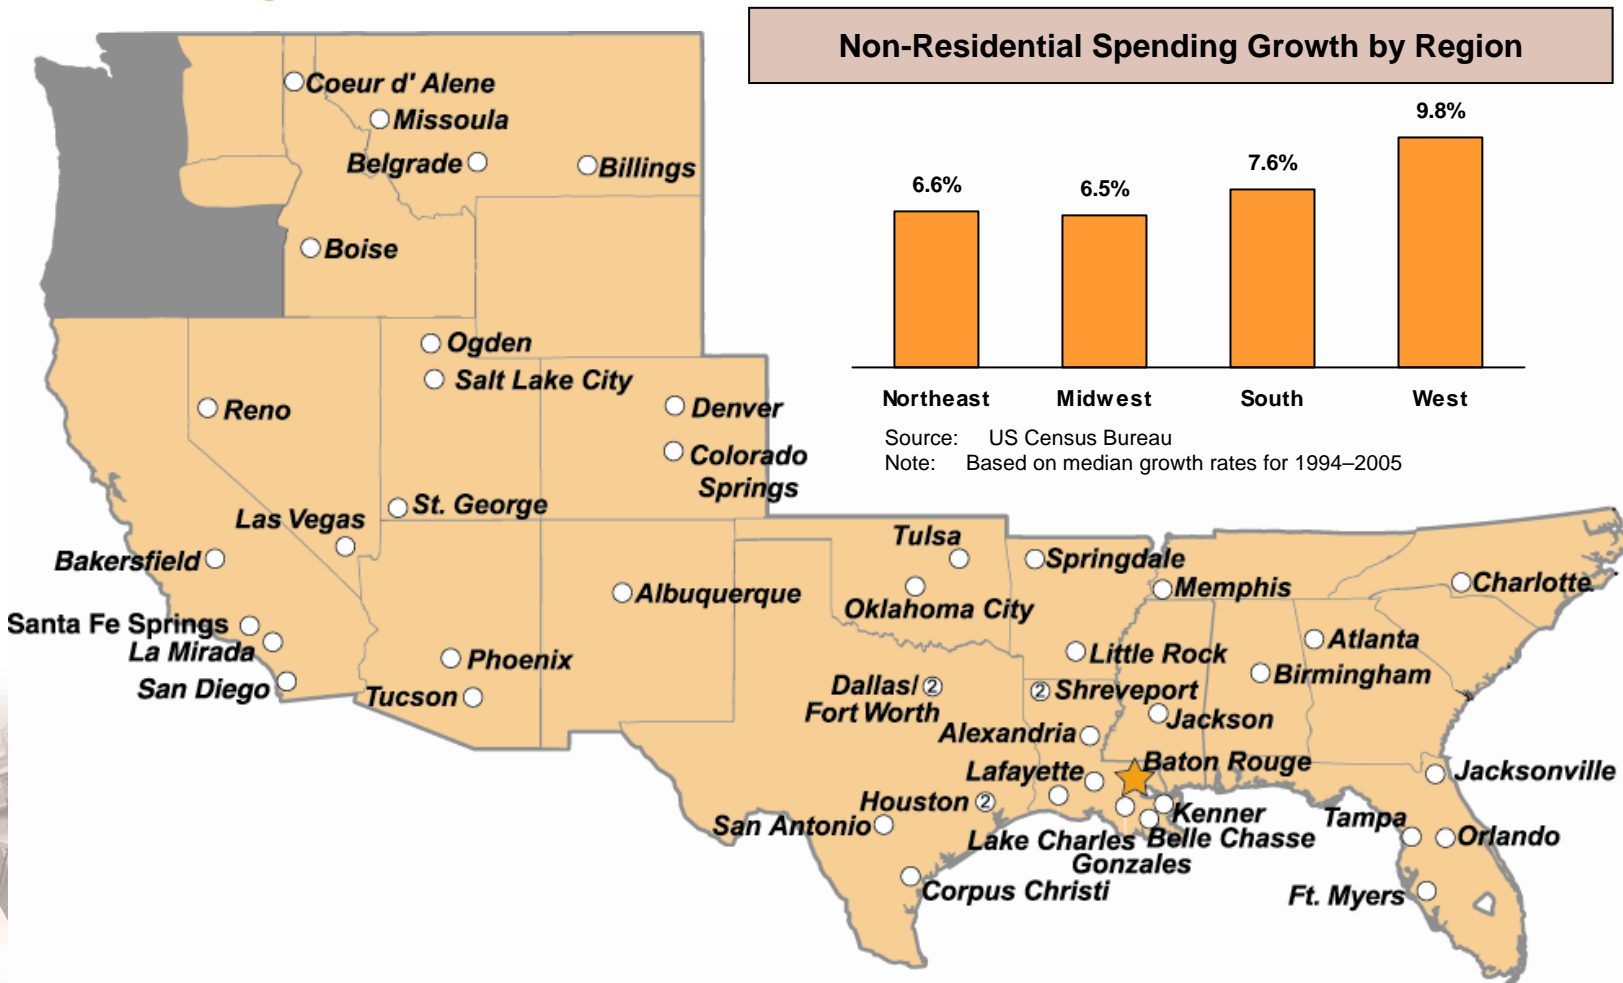 Non-Residential Spending Growth by Region
9.8%
7.6%
6.6%
6.5%
Northeast
Midwest
South
West
Source: US Census Bureau
Note: Based on median growth rates for 1994–2005
Coeur d' Alene
Missoula
Belgrade
Billings
Boise
Ogden
Salt Lake City
Reno
Denver
Colorado
Springs
St. George
Las Vegas
Bakersfield
Tulsa
Springdale
Memphis
Charlotte
Albuquerque
Oklahoma City
Santa Fe Springs
La Mirada
San Diego
Phoenix
Tucson
Little Rock
Atlanta
Birmingham
Dallas/
Fort Worth
2
2
Shreveport
Jackson
Alexandria
Baton Rouge
Lafayette
Jacksonville
Houston
2
Kenner
San Antonio
Lake Charles
Belle Chasse
Gonzales
Tampa
Orlando
Corpus Christi
Ft. Myers